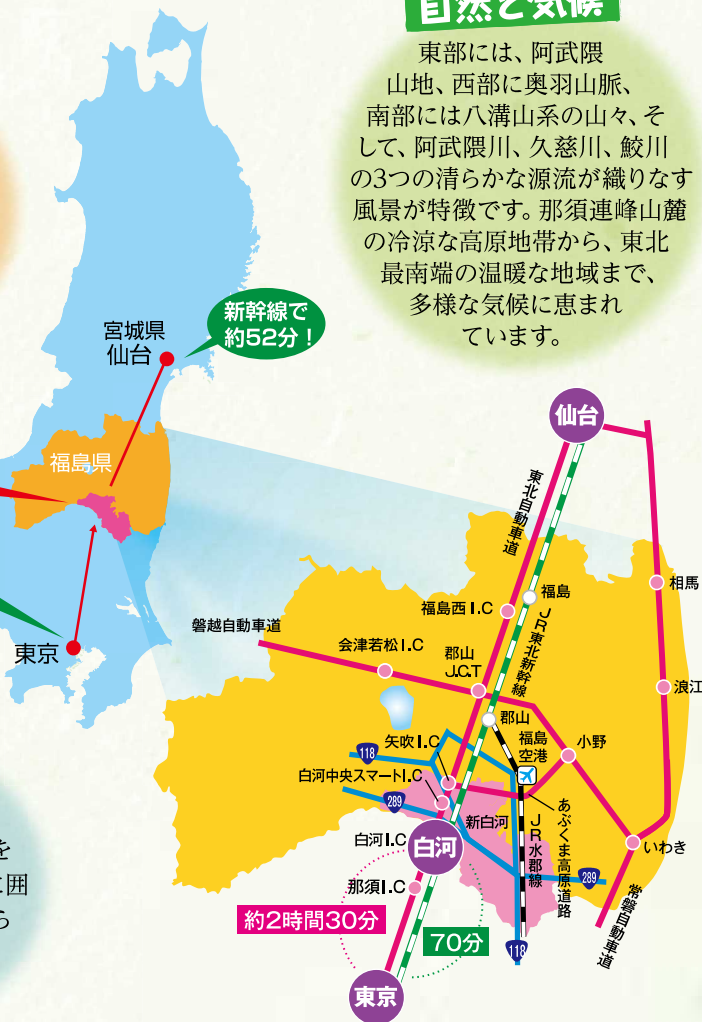 自然と気候
東部には、阿武隈
山地、西部に奥羽山脈、
南部には八溝山系の山々、そ
して、阿武隈川、久慈川、鮫川
の3つの清らかな源流が織りなす
風景が特徴です。那須連峰山麓
の冷涼な高原地帯から、東北
最南端の温暖な地域まで、
多様な気候に恵まれ
ています。
新幹線で
約52分！
宮城県
仙台
福島県
東京
仙台
東北自動車道
相馬
福島
福島西I.C
JR東北新幹線
磐越自動車道
会津若松I.C
郡山
J.C.T
浪江
郡山
福島
空港
小野
矢吹I.C
118
白河中央スマートI.C
289
新白河
JR水郡線
あぶくま高原道路
白河I.C
白河
いわき
那須I.C
289
常磐自動車道
約2時間30分
70分
118
東京
を
囲
ら